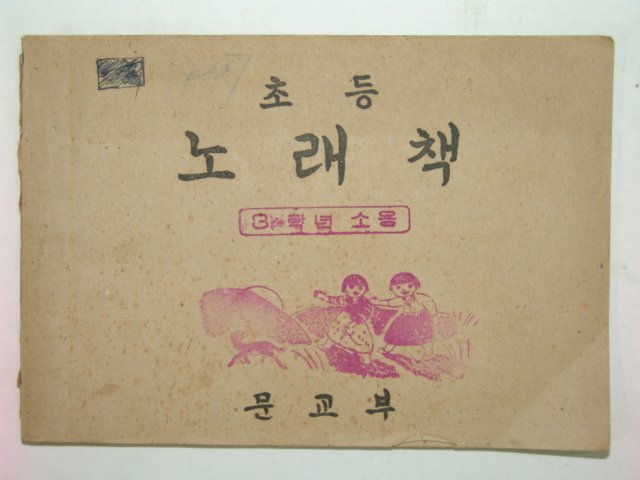 초등
노래책
3학년 소용
문교부